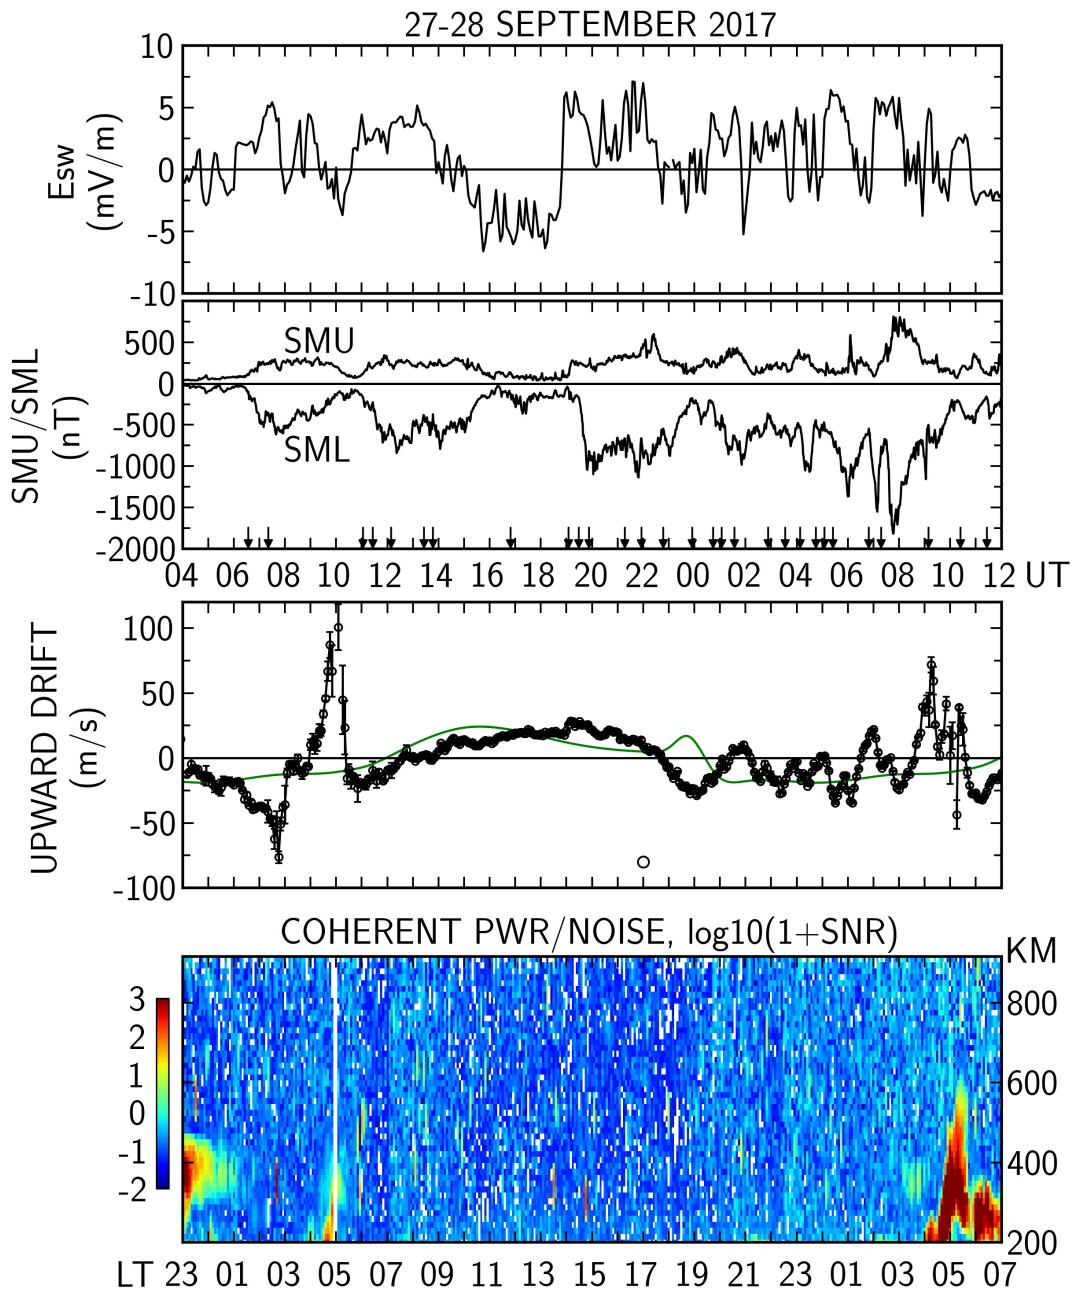 27-28 SEPTEMBER 2017
10
5
0
-5
-10
Esw
(mV/m)
500
0
-500
-1000
-1500
-2000
SMU/SML
(nT)
SMU
SML
04 06 08 10 12 14 16 18 20 22 00 02 04 06 08 10 12 UT
100
50
0
-50
-100
UPWARD DRIFT
(m/s)
COHERENT PWR/NOISE, log10(1+SNR)
KM
3
2
1
0
-1
-2
800
600
400
200
LT 23 01 03 05 07 09 11 13 15 17 19 21 23 01 03 05 07